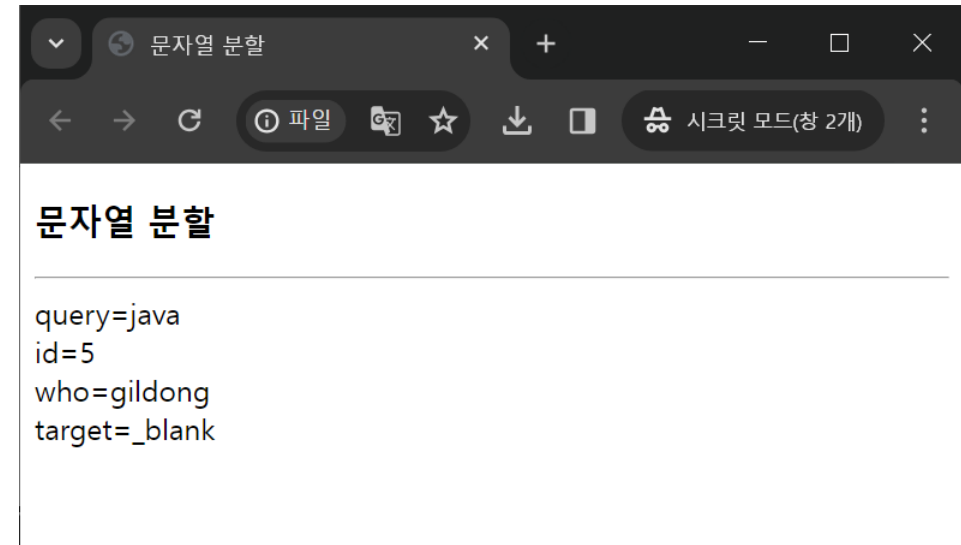 문자열 분할
파일
시크릿 모드(창 2개)
문자열 분할
query=java
id=5
who=gildong
target=_blank